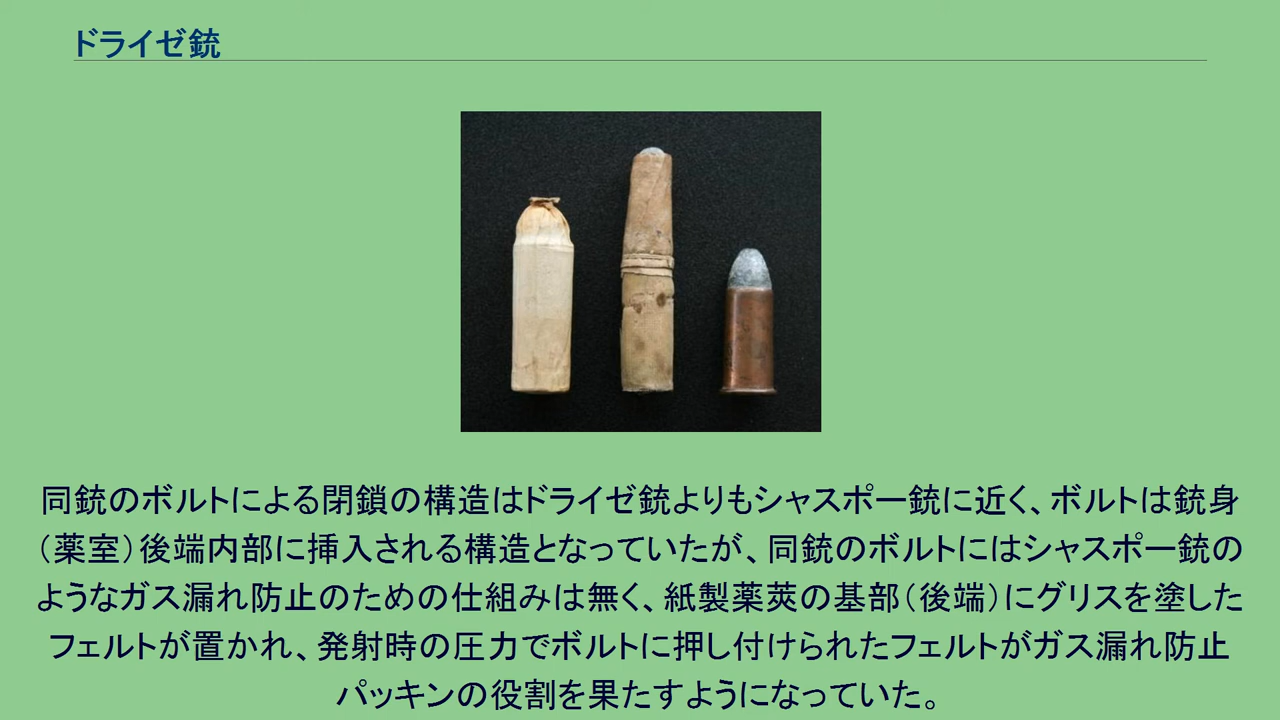 ドライゼ銃
同銃のボルトによる閉鎖の構造はドライゼ銃よりもシャスポー銃に近く、ボルトは銃身
（薬室）後端内部に挿入される構造となっていたが、同銃のボルトにはシャスポー銃の
ようなガス漏れ防止のための仕組みは無く、紙製薬莢の基部（後端）にグリスを塗した
フェルトが置かれ、発射時の圧力でボルトに押し付けられたフェルトがガス漏れ防止
パッキンの役割を果たすようになっていた。